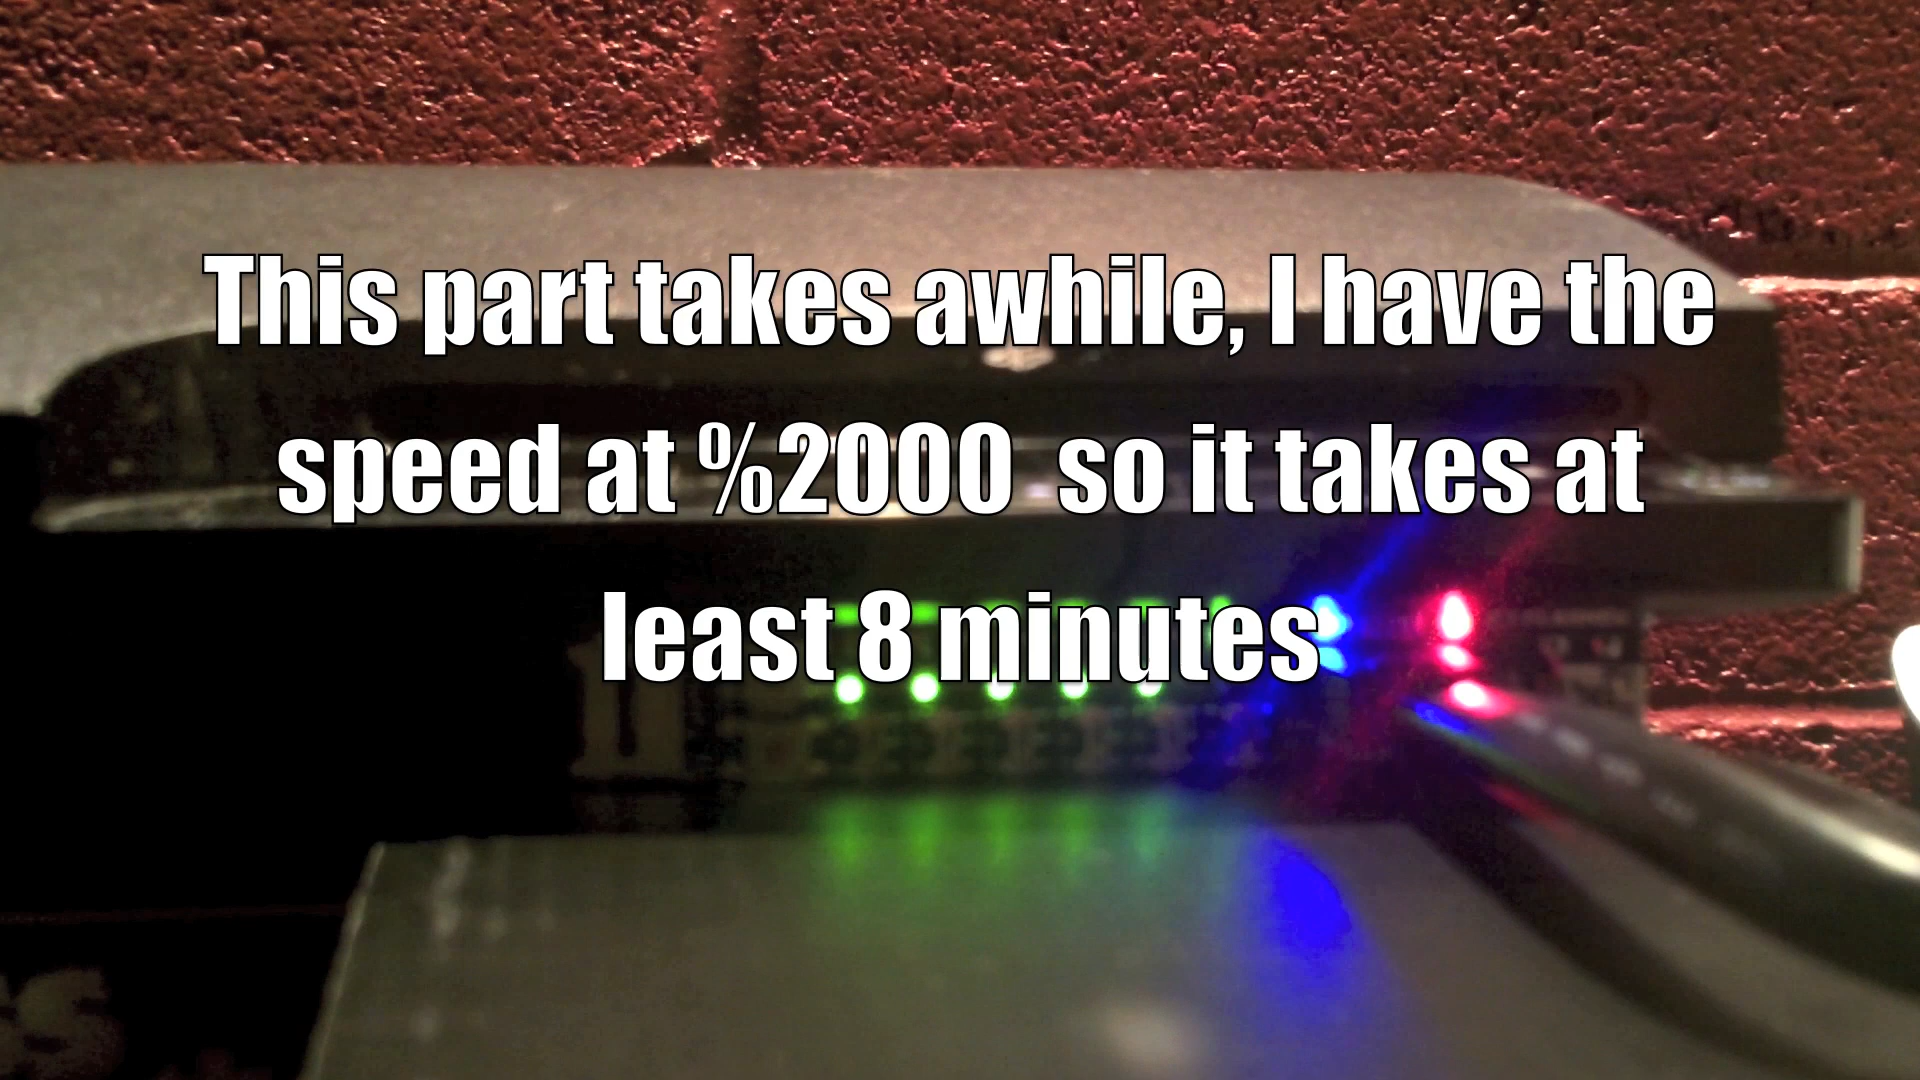 This part takes awhile, I have the
speed at %2000  so it takes at
least 8 minutes